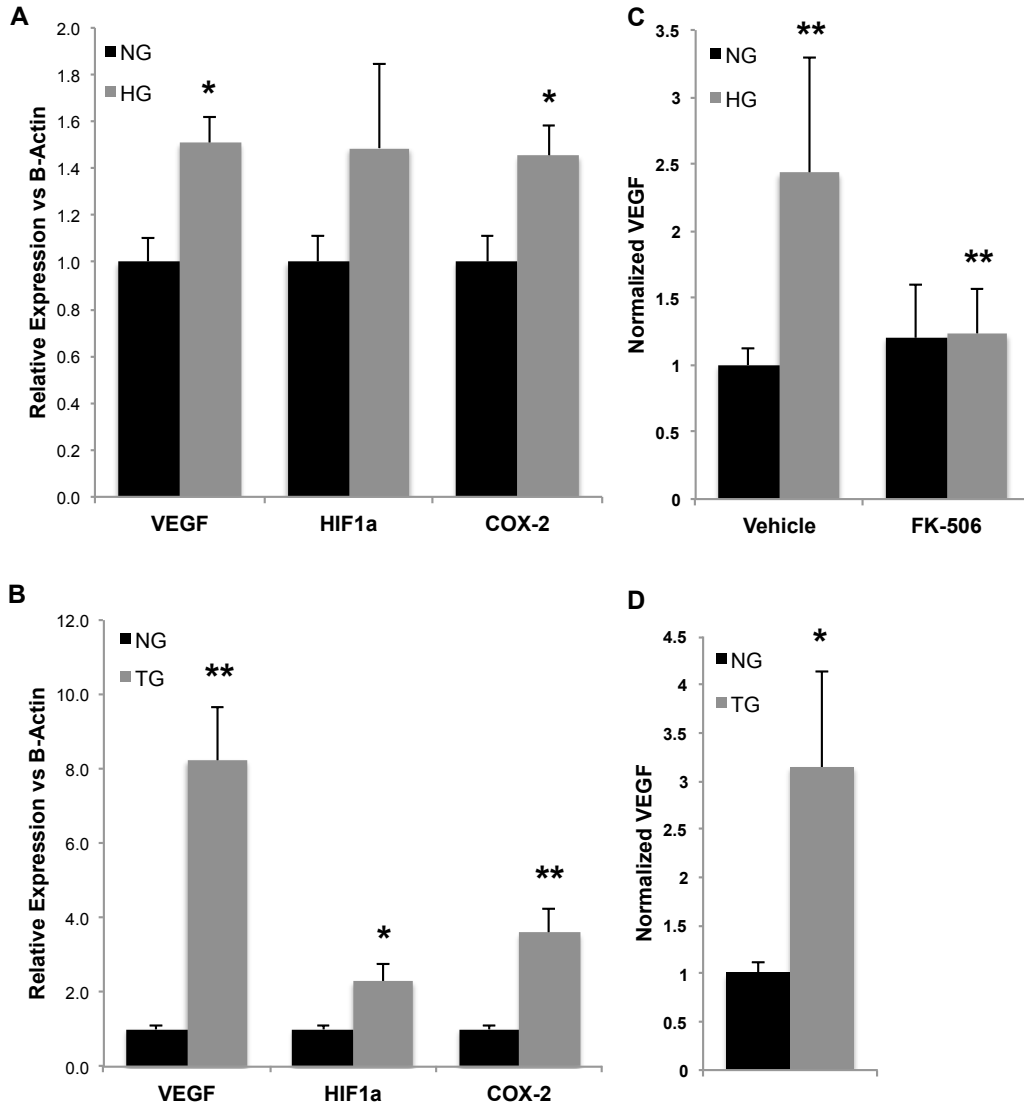 A
2.0
1.8
1.6
1.4
1.2
1.0
0.8
0.6
0.4
0.2
0.0
Relative Expression vs B-Actin
NG
HG
*
*
VEGF HIF1a COX-2
C
3.5
3
2.5
2
1.5
1
0.5
0
Normalized VEGF
NG
HG
**
**
Vehicle FK-506
B
12.0
10.0
8.0
6.0
4.0
2.0
0.0
Relative Expression vs B-Actin
NG
TG
**
*
**
VEGF HIF1a COX-2
D
4.5
4
3.5
3
2.5
2
1.5
1
0.5
0
Normalized VEGF
NG
TG
*